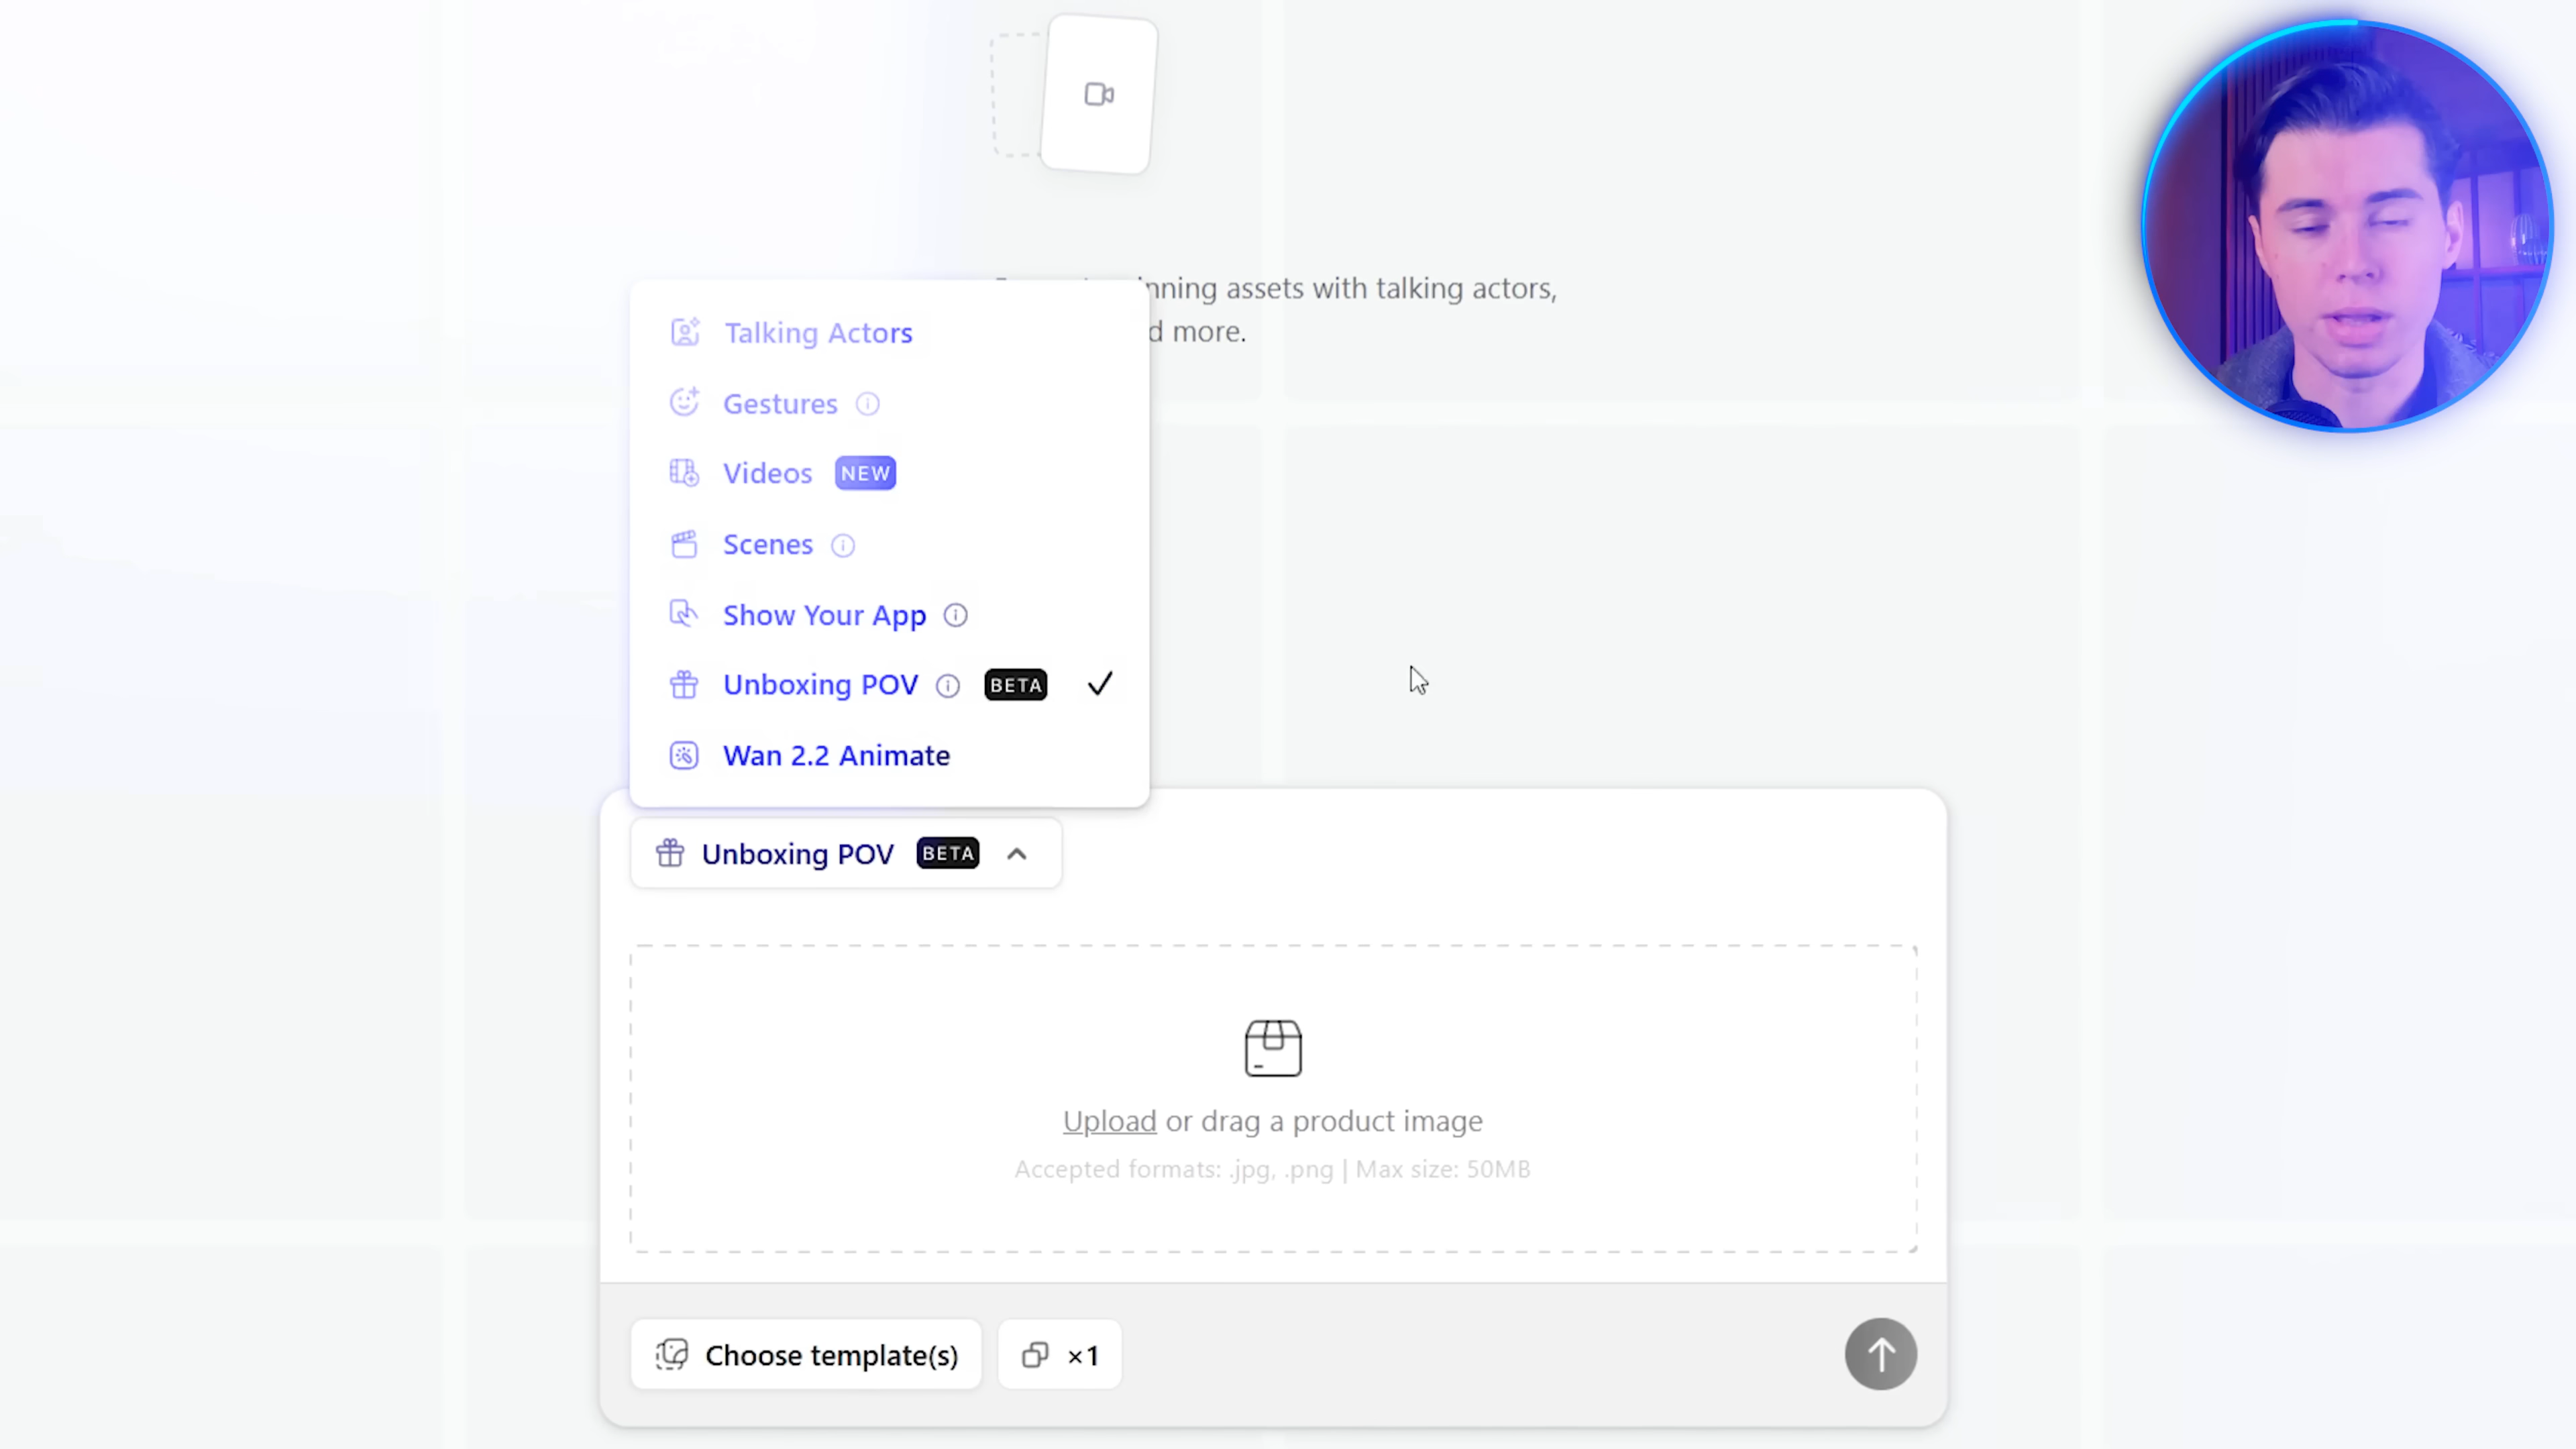 nning assets with talking actors,
d more.
Talking Actors
Gestures
Videos NEW
Scenes
Show Your App
Unboxing POV BETA
Wan 2.2 Animate
Unboxing POV BETA
Upload or drag a product image
Accepted formats: .jpg, .png | Max size: 50MB
Choose template(s) ×1